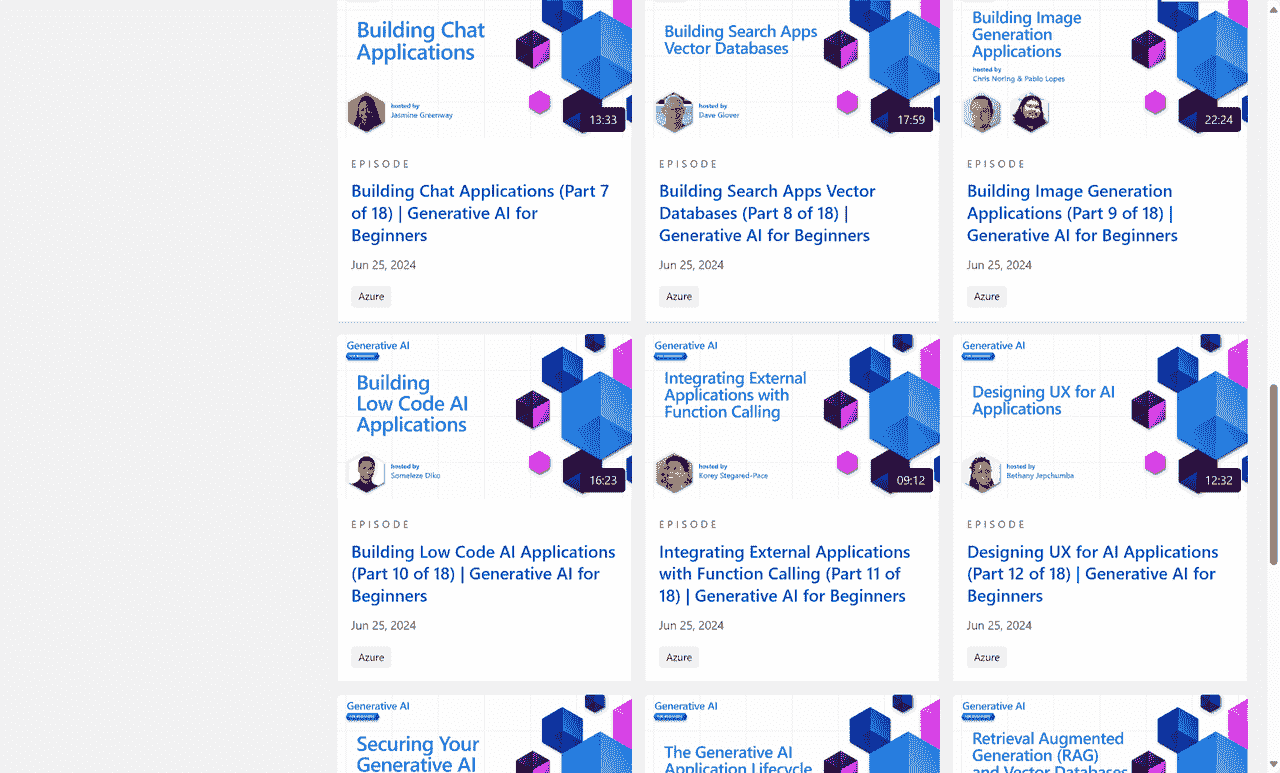 Building Chat
Applications
hosted by
Jasmine Greenway
13:33
Building Search Apps
Vector Databases
hosted by
Dave Glover
17:59
Building Image
Generation
Applications
hosted by
Chris Noring & Pablo Lopes
22:24
EPISODE
Building Chat Applications (Part 7
of 18) | Generative AI for
Beginners
Jun 25, 2024
Azure
EPISODE
Building Search Apps Vector
Databases (Part 8 of 18) |
Generative AI for Beginners
Jun 25, 2024
Azure
EPISODE
Building Image Generation
Applications (Part 9 of 18) |
Generative AI for Beginners
Jun 25, 2024
Azure
Generative AI
Building
Low Code AI
Applications
hosted by
Someleze Diko
16:23
Generative AI
Integrating External
Applications with
Function Calling
hosted by
Korey Stegared-Pace
09:12
Generative AI
Designing UX for AI
Applications
hosted by
Bethany Jepchumba
12:32
EPISODE
Building Low Code AI Applications
(Part 10 of 18) | Generative AI for
Beginners
Jun 25, 2024
Azure
EPISODE
Integrating External Applications
with Function Calling (Part 11 of
18) | Generative AI for Beginners
Jun 25, 2024
Azure
EPISODE
Designing UX for AI Applications
(Part 12 of 18) | Generative AI for
Beginners
Jun 25, 2024
Azure
Generative AI
Securing Your
Generative AI
Generative AI
The Generative AI
Application Lifecycle
Generative AI
Retrieval Augmented
Generation (RAG)
and Vector Databases